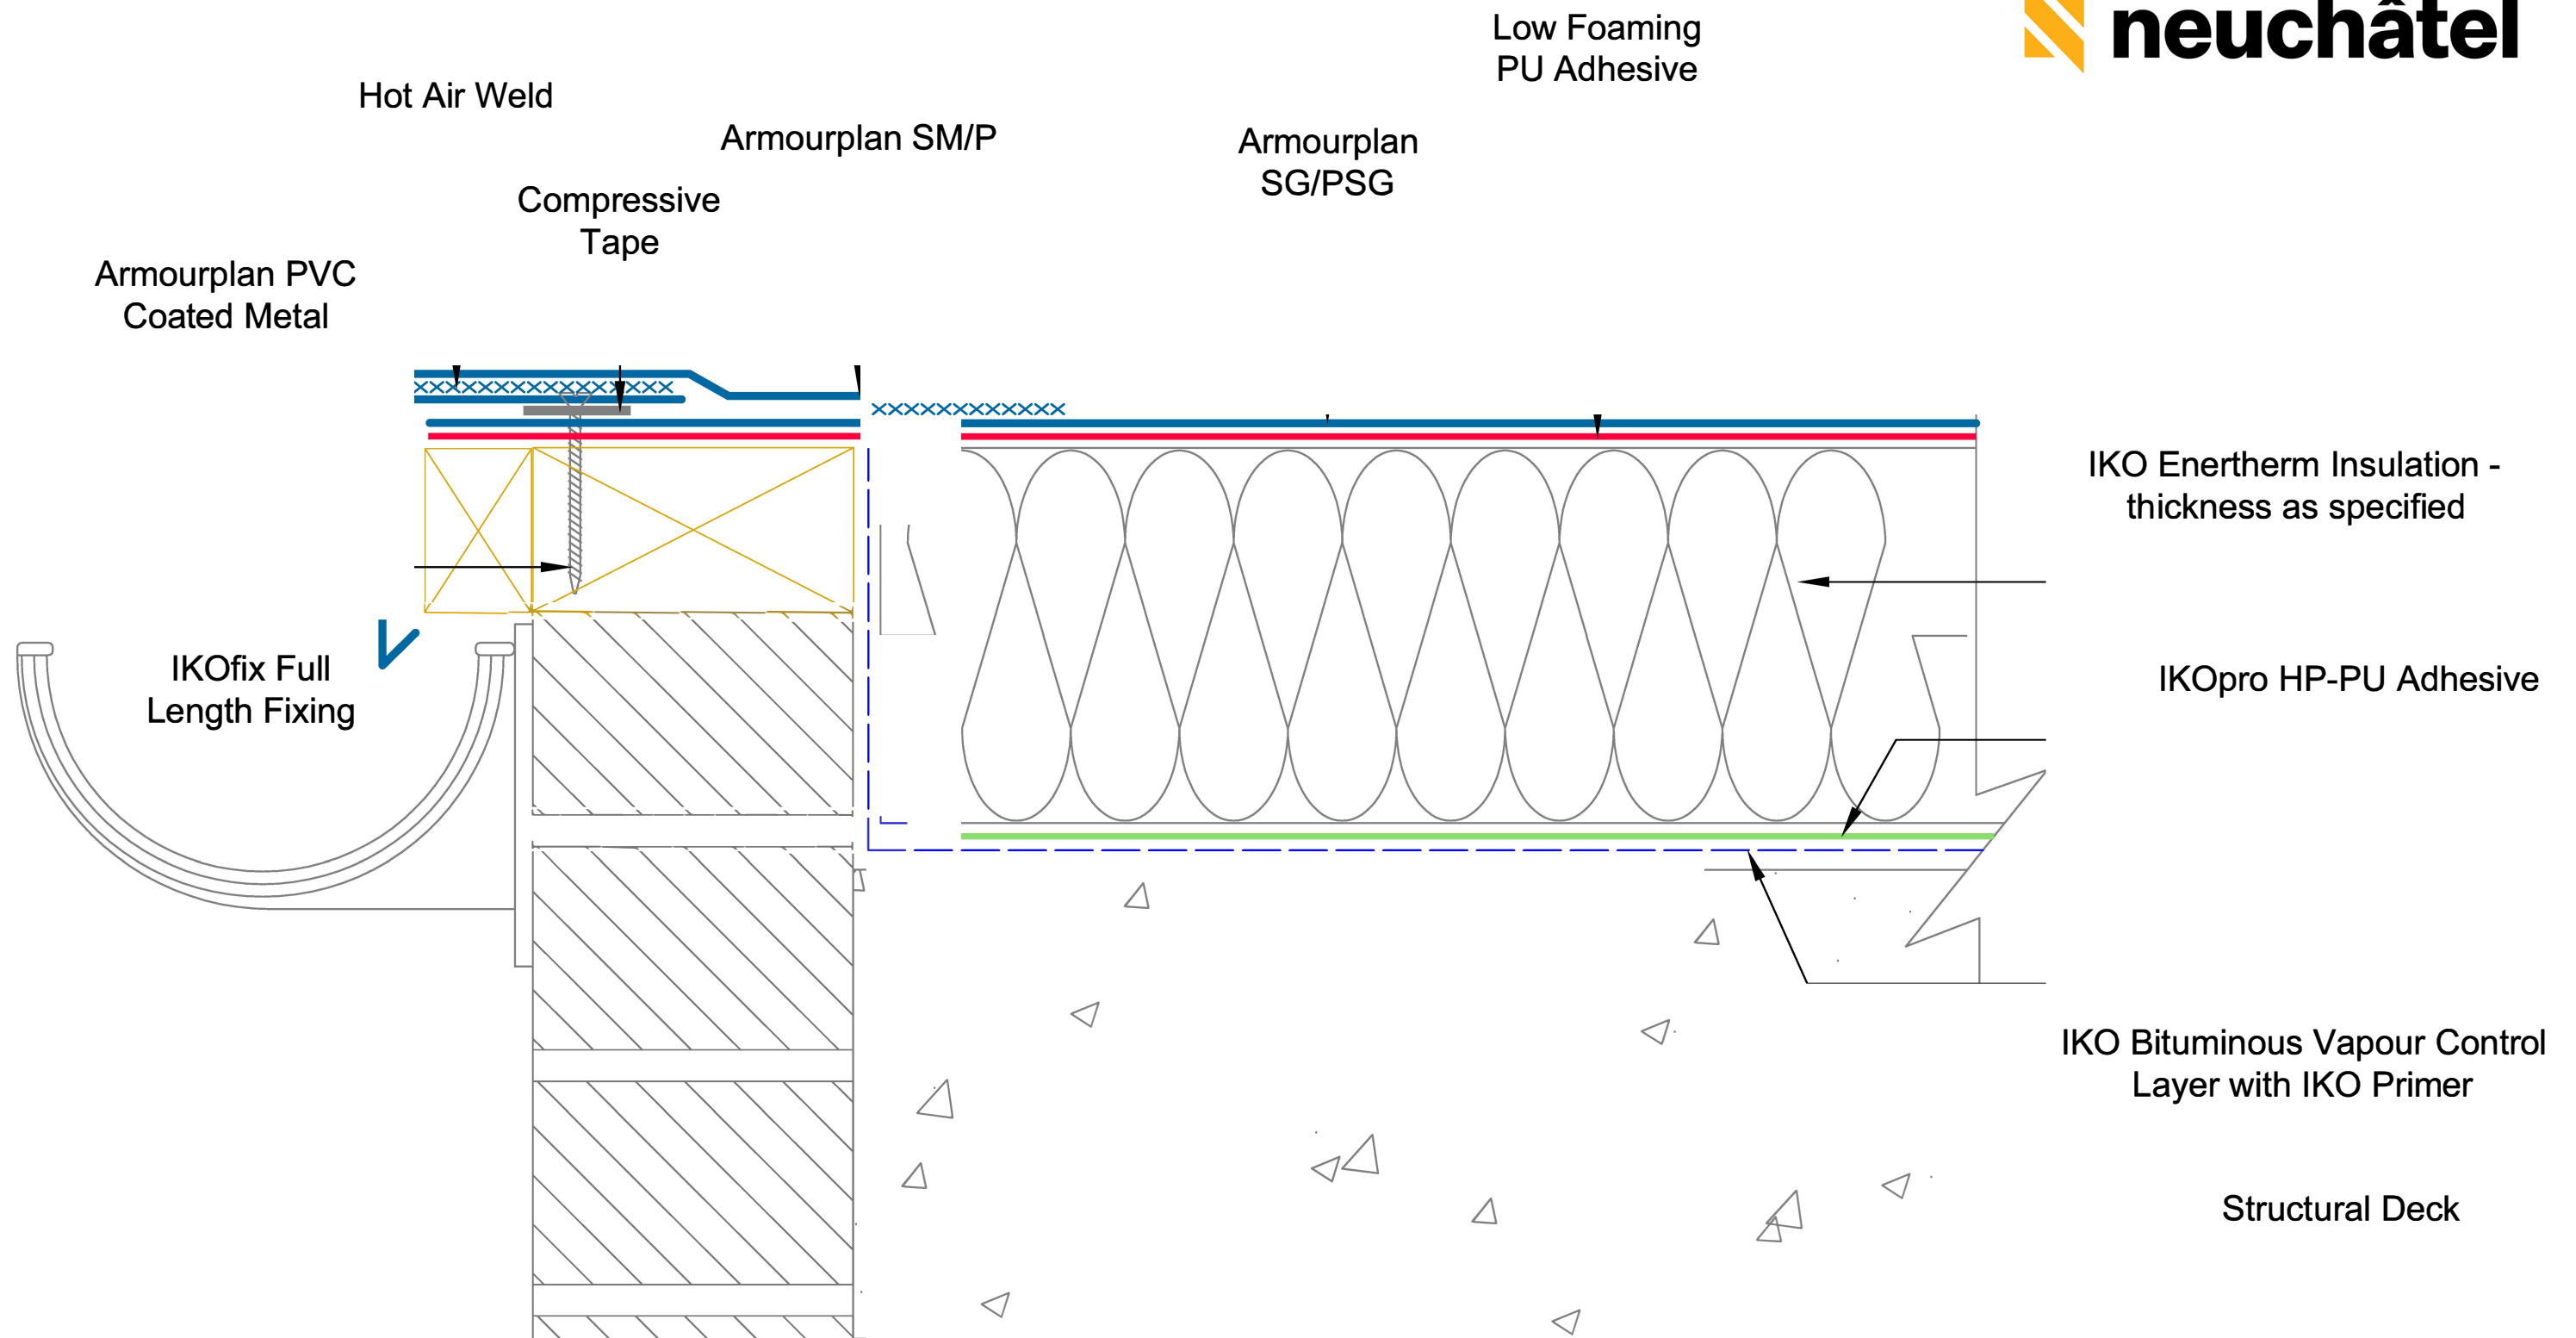 neuchâtel
Low Foaming
PU Adhesive
Hot Air Weld
Armourplan SM/P
Armourplan
SG/PSG
Compressive
Tape
Armourplan PVC
Coated Metal
IKO Enertherm Insulation -
thickness as specified
IKOfix Full
Length Fixing
IKOpro HP-PU Adhesive
IKO Bituminous Vapour Control
Layer with IKO Primer
Structural Deck